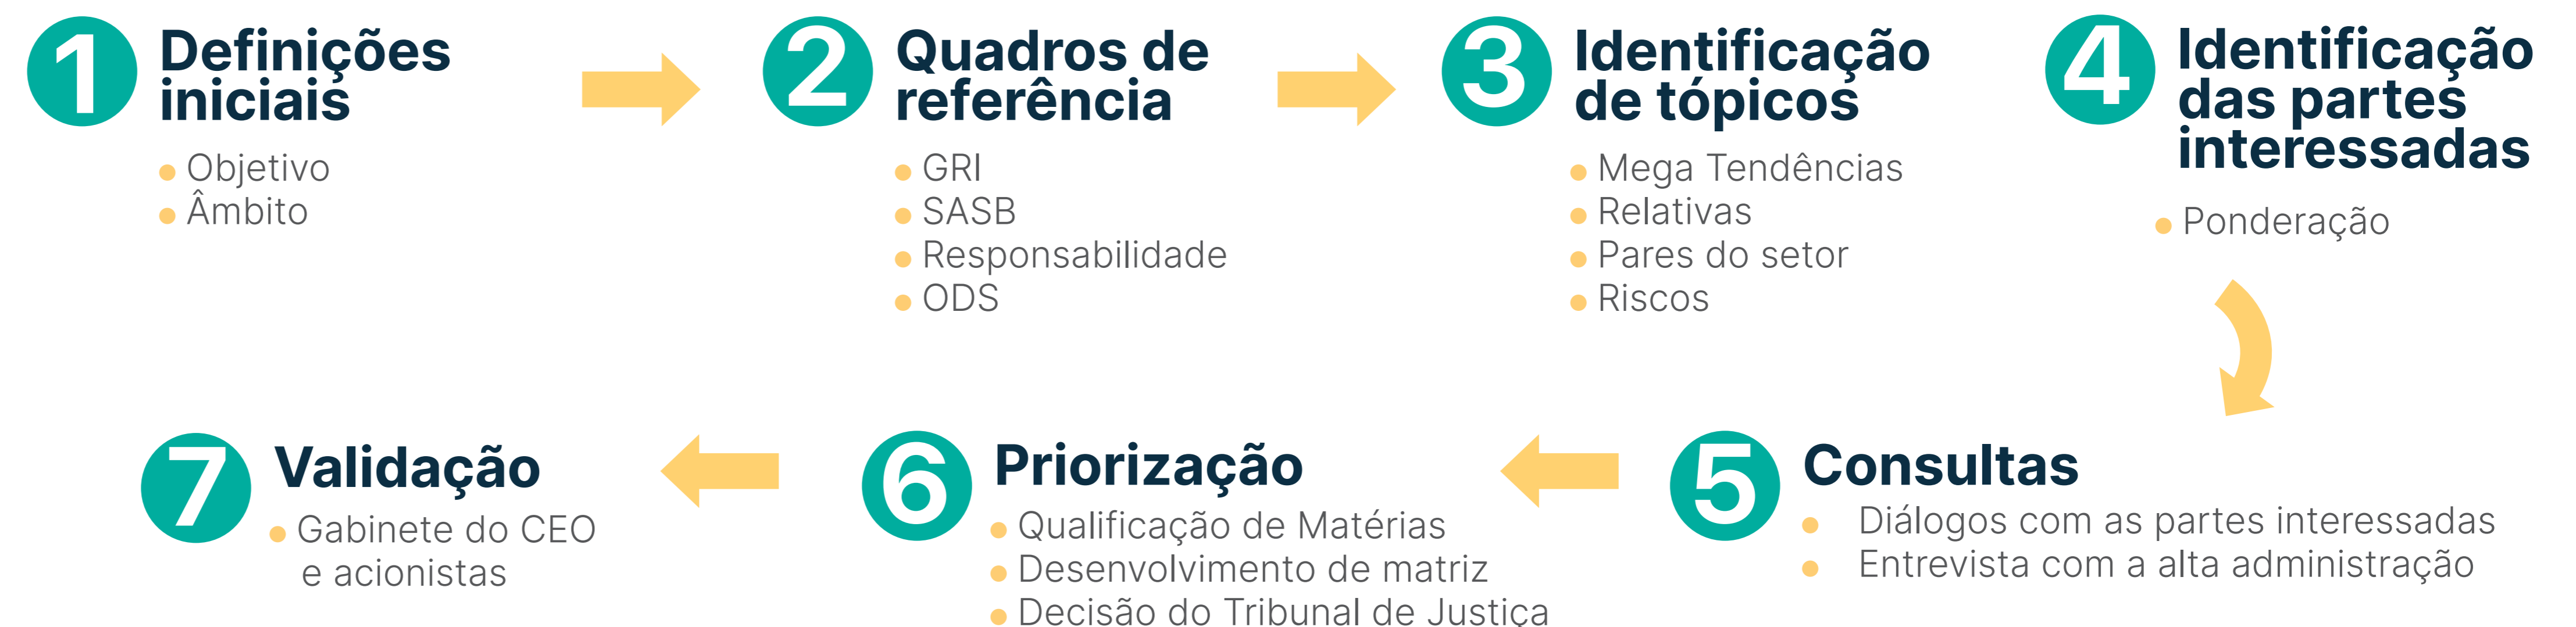 1 Definições
iniciais
Objetivo
Âmbito
2 Quadros de
referência
GRI
SASB
Responsabilidade
ODS
3 Identificação
de tópicos
Mega Tendências
Relativas
Pares do setor
Riscos
4 Identificação
das partes
interessadas
Ponderação
5 Consultas
Diálogos com as partes interessadas
Entrevista com a alta administração
6 Priorização
Qualificação de Matérias
Desenvolvimento de matriz
Decisão do Tribunal de Justiça
7 Validação
Gabinete do CEO
e acionistas